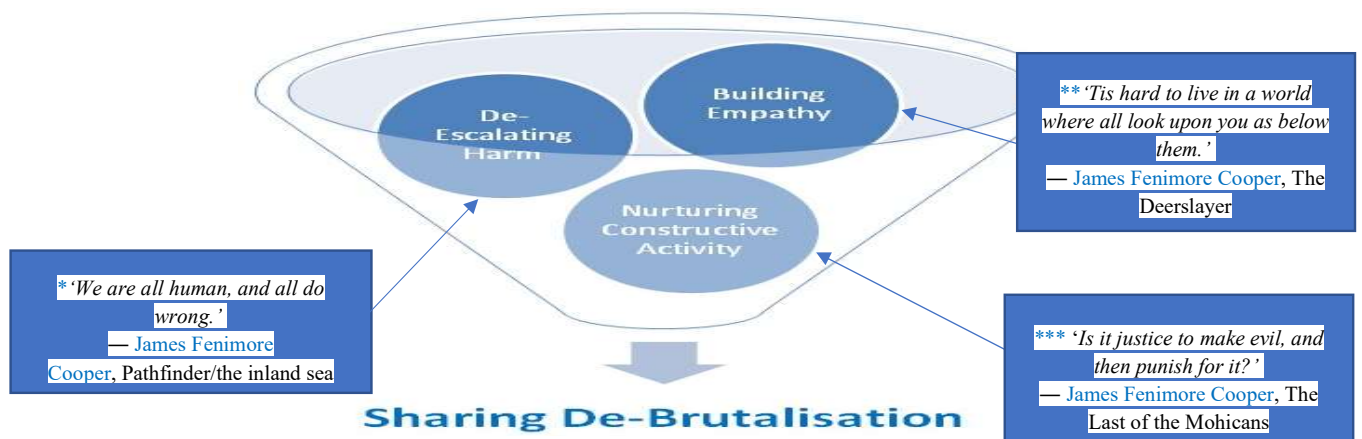 De-
Escalating
Harm
Building
Empathy
Nurturing
Constructive
Activity
**‘Tis hard to live in a world
where all look upon you as below
them.’
— James Fenimore Cooper, The
Deerslayer
*‘We are all human, and all do
wrong.’
— James Fenimore
Cooper, Pathfinder/the inland sea
*** ‘Is it justice to make evil, and
then punish for it?’
— James Fenimore Cooper, The
Last of the Mohicans
Sharing De-Brutalisation